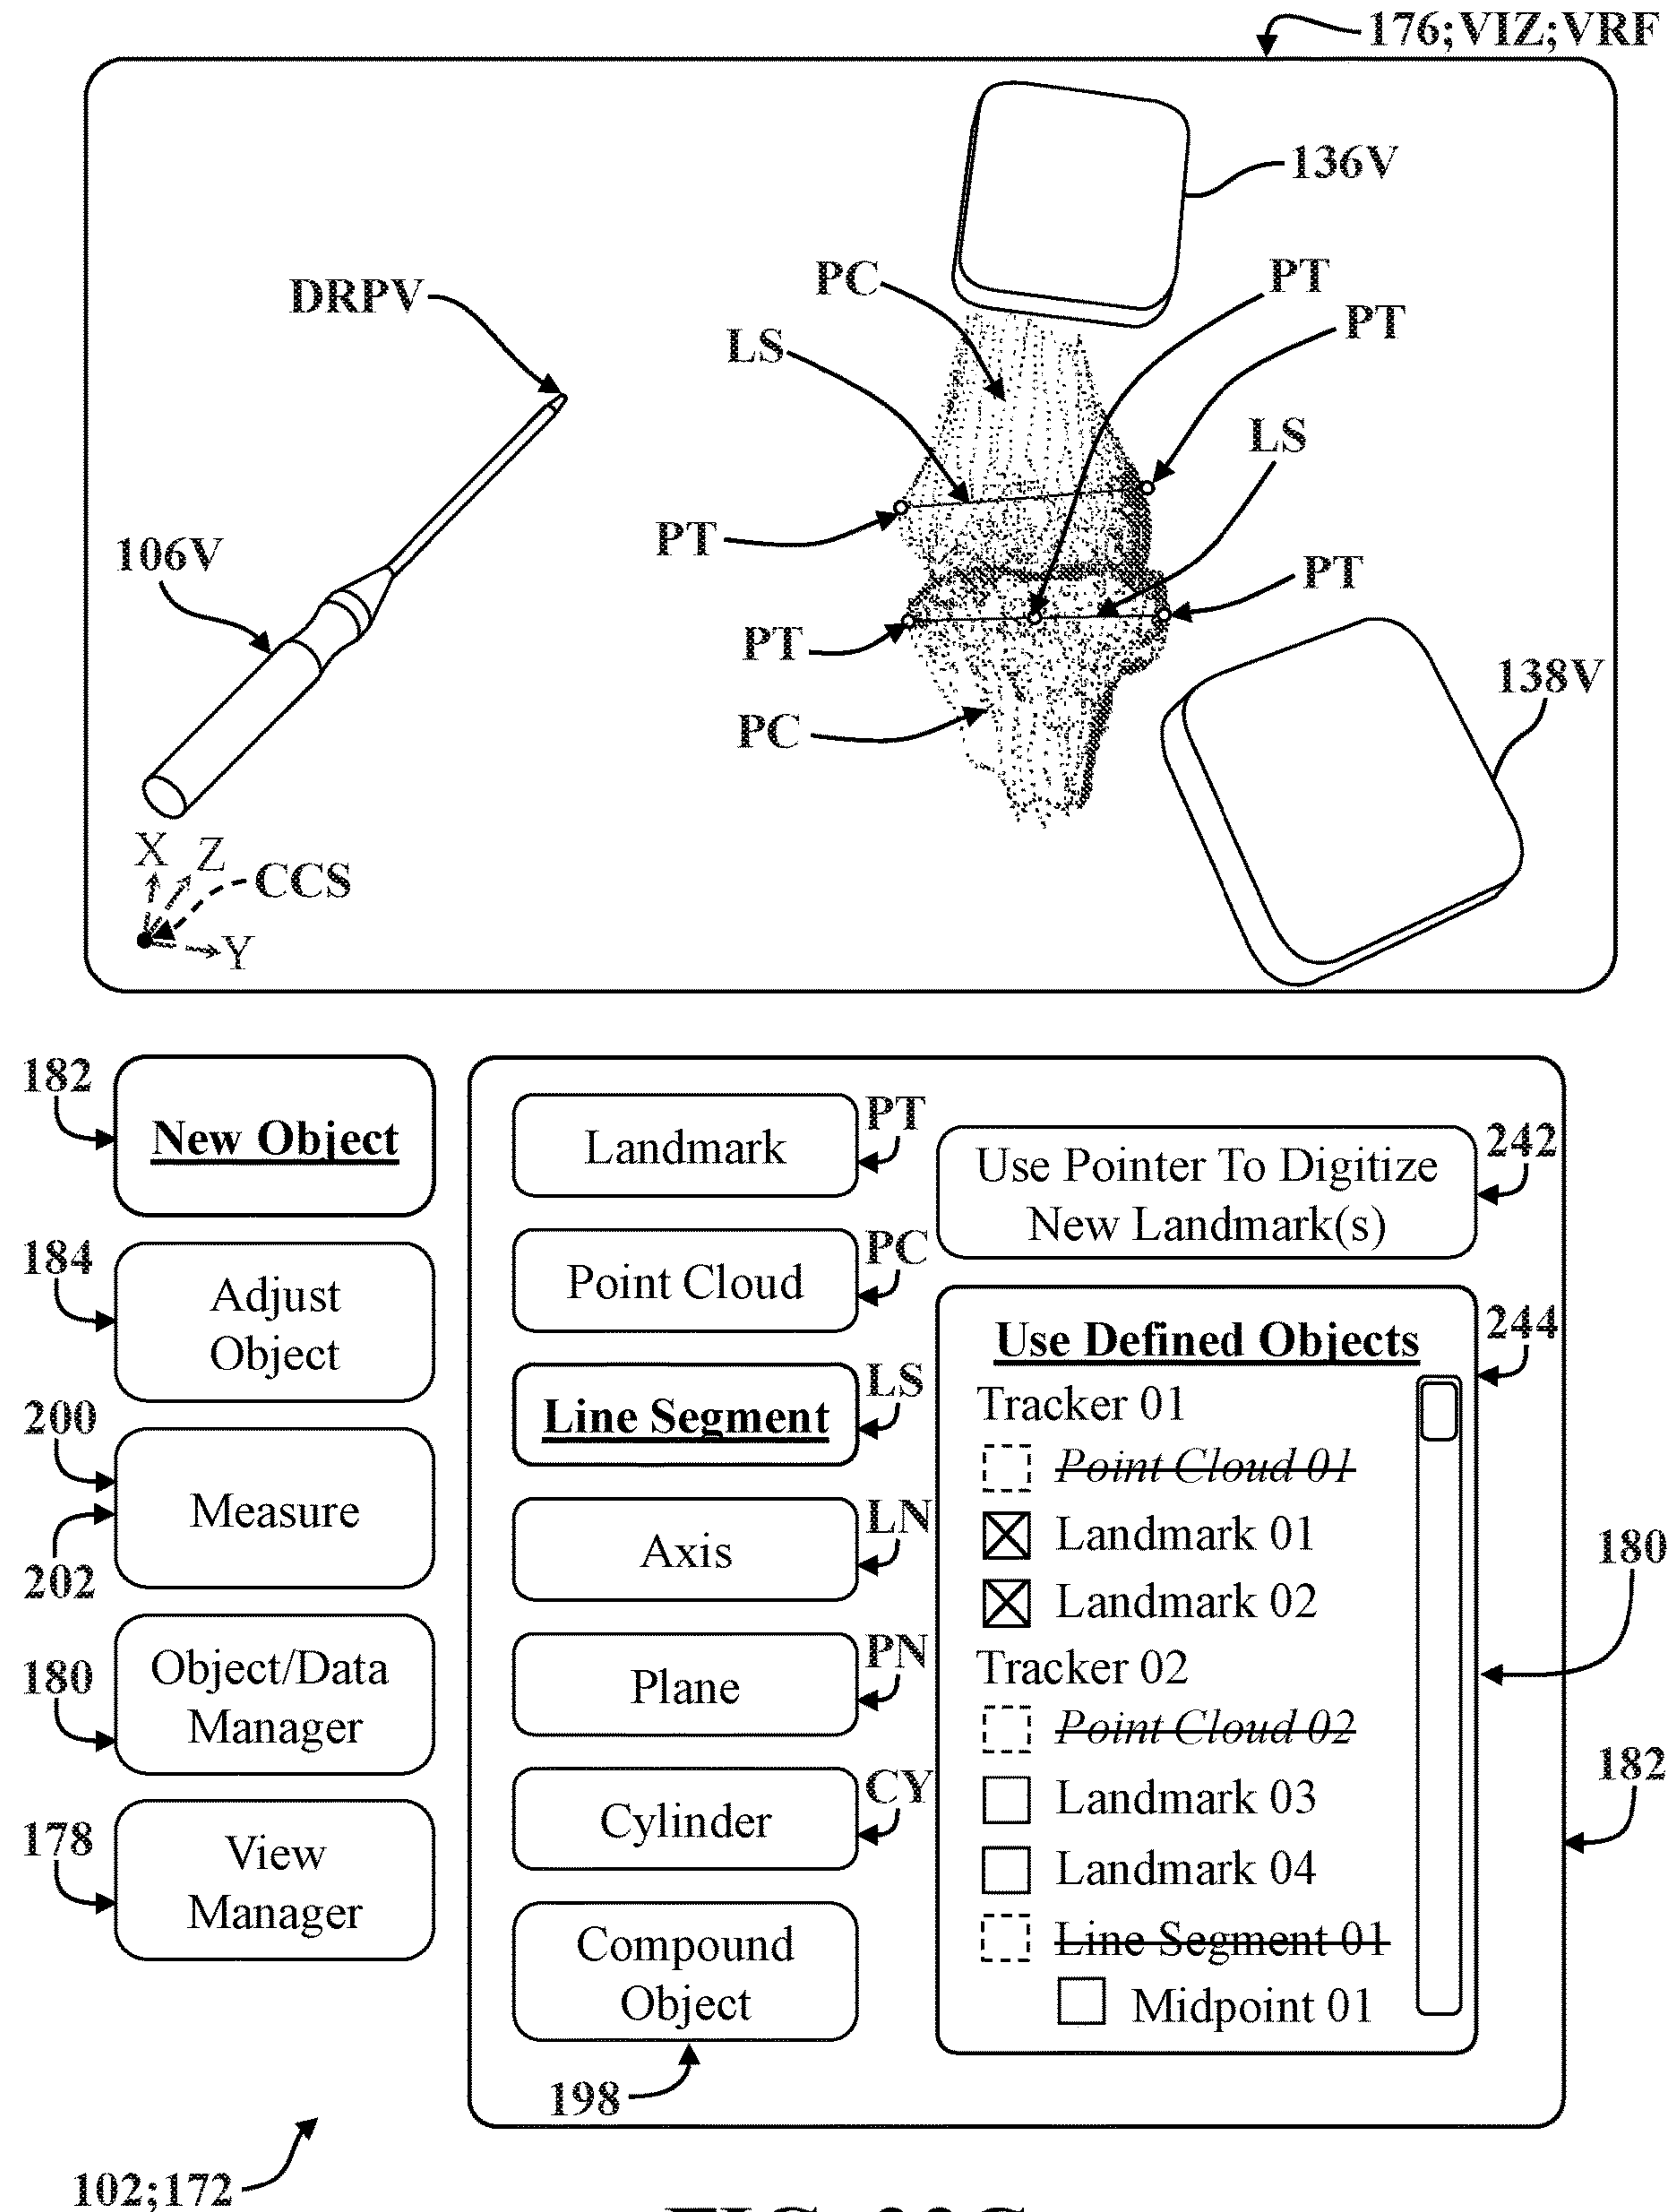 176;VIZ;VRF
136V
PC
PT
DRPV
PT
LS
LS
PT
106V
PT
PT
138V
PC
X
Z
CCS
Y
182
New Object
Landmark
PT
Use Pointer To Digitize
New Landmark(s)
242
184
Adjust
Object
Point Cloud
PC
Use Defined Objects
244
200
Measure
202
Line Segment
LS
Tracker 01
Point Cloud 01
Landmark 01
Landmark 02
180
Axis
LN
Tracker 02
Point Cloud 02
Landmark 03
Landmark 04
Line Segment 01
Midpoint 01
180
Object/Data
Manager
Plane
PN
182
178
View
Manager
Cylinder
CY
Compound
Object
198
102;172